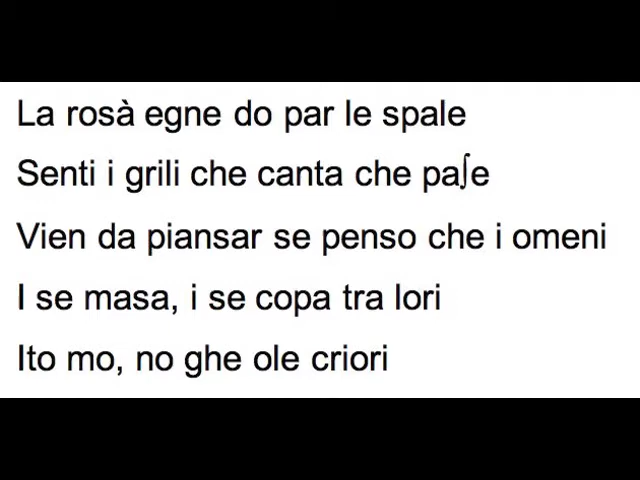 La rosà egne do par le spale
Senti i grili che canta che paʃe
Vien da piansar se penso che i omeni
I se masa, i se copa tra lori
Ito mo, no ghe ole criori